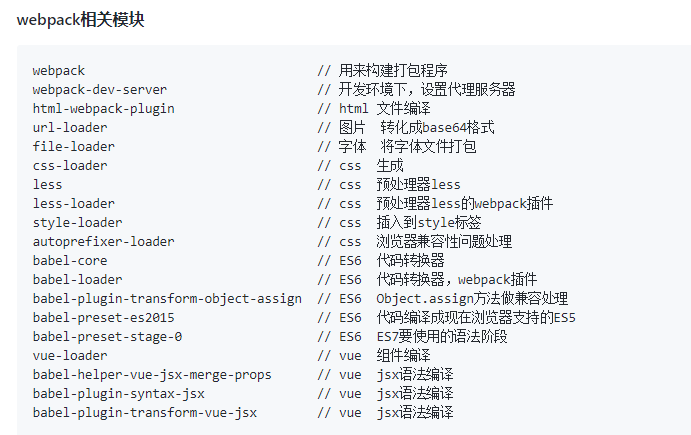 webpack相关模块
webpack // 用来构建打包程序
webpack-dev-server // 开发环境下，设置代理服务器
html-webpack-plugin // html 文件编译
url-loader // 图片 转化成base64格式
file-loader // 字体 将字体文件打包
css-loader // css 生成
less // css 预处理器less
less-loader // css 预处理器less的webpack插件
style-loader // css 插入到style标签
autoprefixer-loader // css 浏览器兼容性问题处理
babel-core // ES6 代码转换器
babel-loader // ES6 代码转换器，webpack插件
babel-plugin-transform-object-assign // ES6 Object.assign方法做兼容处理
babel-preset-es2015 // ES6 代码编译成现在浏览器支持的ES5
babel-preset-stage-0 // ES6 ES7要使用的语法阶段
vue-loader // vue 组件编译
babel-helper-vue-jsx-merge-props // vue jsx语法编译
babel-plugin-syntax-jsx // vue jsx语法编译
babel-plugin-transform-vue-jsx // vue jsx语法编译